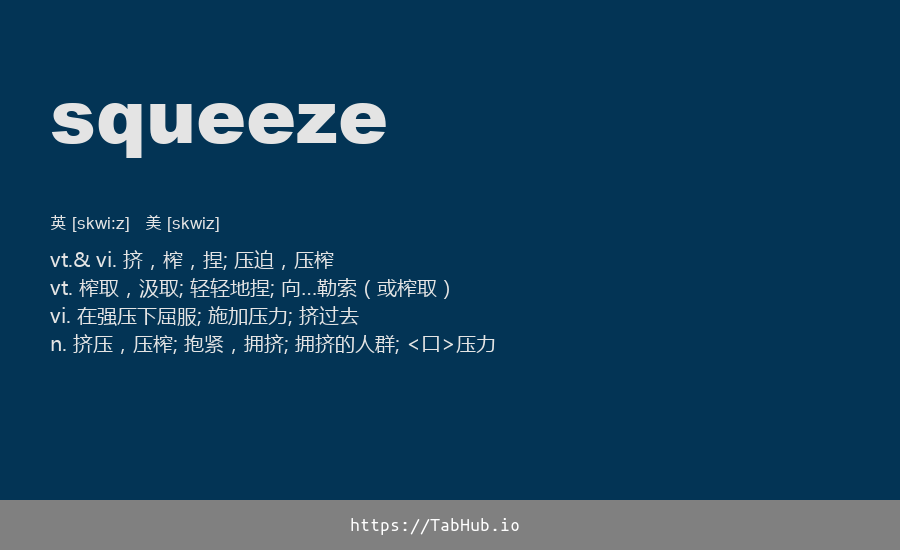 squeeze
英 [skwi:z] 美 [skwiz]
vt.& vi. 挤，榨，捏; 压迫，压榨
vt. 榨取，汲取; 轻轻地捏; 向…勒索（或榨取）
vi. 在强压下屈服; 施加压力; 挤过去
n. 挤压，压榨; 抱紧，拥挤; 拥挤的人群; <口>压力
https://TabHub.io